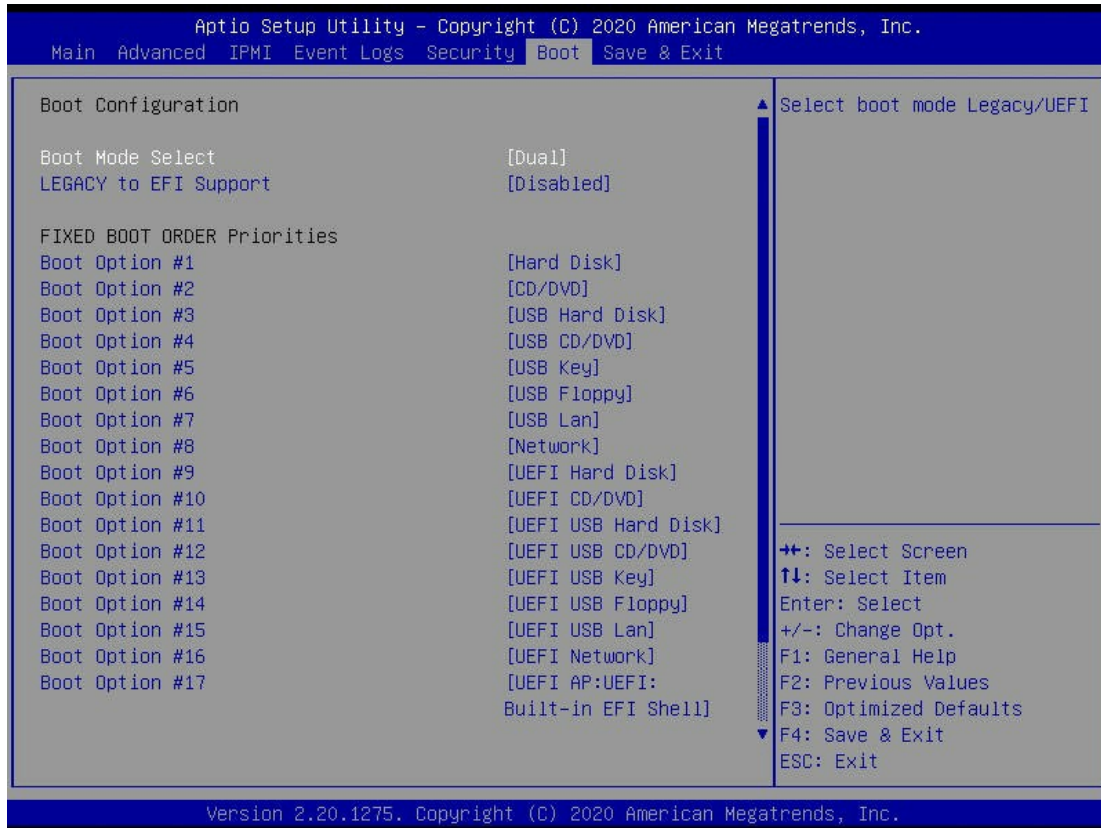 Aptio Setup Utility – Copyright (C) 2020 American Megatrends, Inc.
Main Advanced IPMI Event Logs Security Boot Save & Exit
Boot Configuration
Boot Mode Select [Dual]
LEGACY to EFI Support [Disabled]
FIXED BOOT ORDER Priorities
Boot Option #1 [Hard Disk]
Boot Option #2 [CD/DVD]
Boot Option #3 [USB Hard Disk]
Boot Option #4 [USB CD/DVD]
Boot Option #5 [USB Key]
Boot Option #6 [USB Floppy]
Boot Option #7 [USB Lan]
Boot Option #8 [Network]
Boot Option #9 [UEFI Hard Disk]
Boot Option #10 [UEFI CD/DVD]
Boot Option #11 [UEFI USB Hard Disk]
Boot Option #12 [UEFI USB CD/DVD]
Boot Option #13 [UEFI USB Key]
Boot Option #14 [UEFI USB Floppy]
Boot Option #15 [UEFI USB Lan]
Boot Option #16 [UEFI Network]
Boot Option #17 [UEFI AP:UEFI:
Built-in EFI Shell]
Select boot mode Legacy/UEFI
→←: Select Screen
↑↓: Select Item
Enter: Select
+/-: Change Opt.
F1: General Help
F2: Previous Values
F3: Optimized Defaults
F4: Save & Exit
ESC: Exit
Version 2.20.1275. Copyright (C) 2020 American Megatrends, Inc.